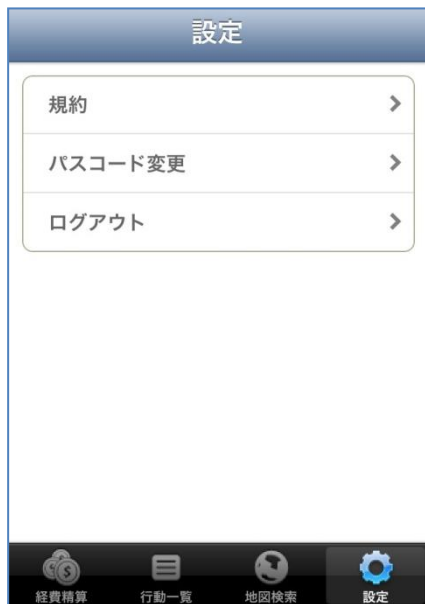 設定
規約
パスコード変更
ログアウト
経費精算
行動一覧
地図検索
設定